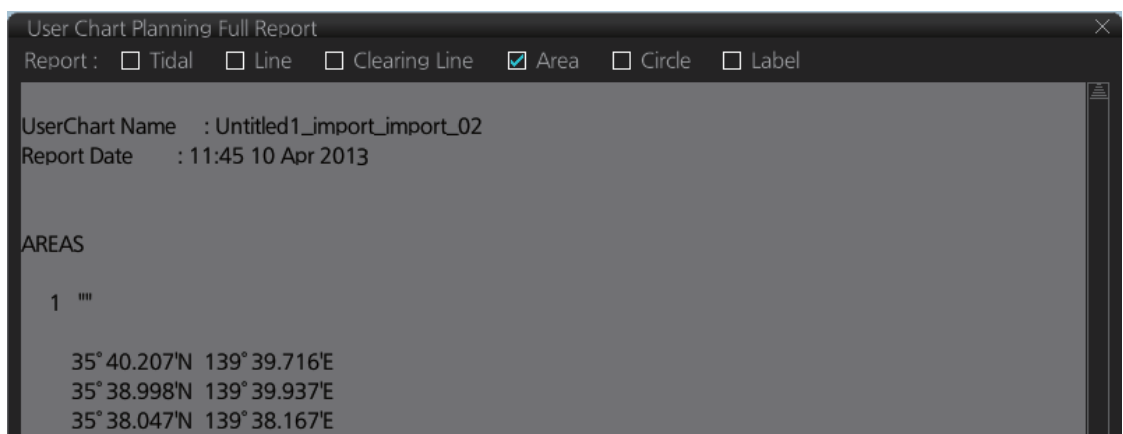 User Chart Planning Full Report
Report : Tidal Line Clearing Line Area Circle Label
UserChart Name : Untitled1_import_import_02
Report Date : 11:45 10 Apr 2013
AREAS
1 ""
35°40.207'N 139°39.716'E
35°38.998'N 139°39.937'E
35°38.047'N 139°38.167'E